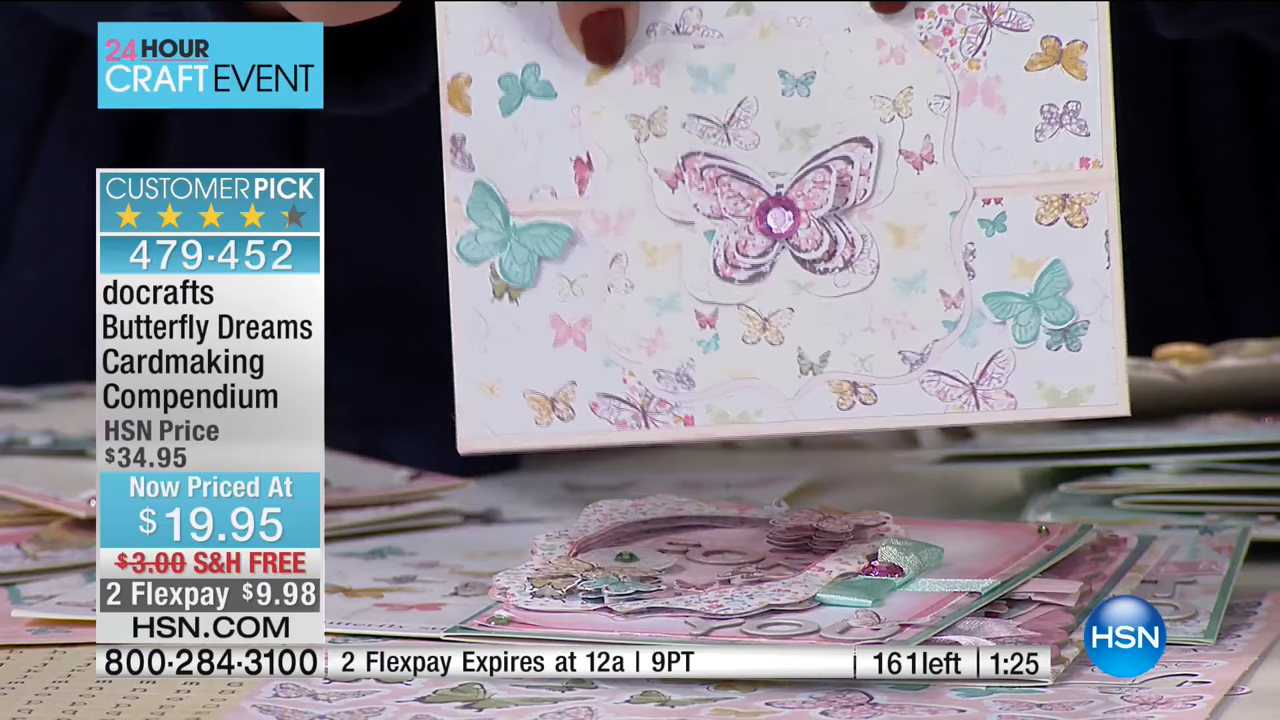 24 HOUR
CRAFT EVENT
CUSTOMER PICK
479-452
docrafts
Butterfly Dreams
Cardmaking
Compendium
HSN Price
$34.95
Now Priced At
$19.95
$3.00 S&H FREE
2 Flexpay $9.98
HSN.COM
800-284-3100
2 Flexpay Expires at 12a | 9PT
161 left
1:25
HSN
YOU